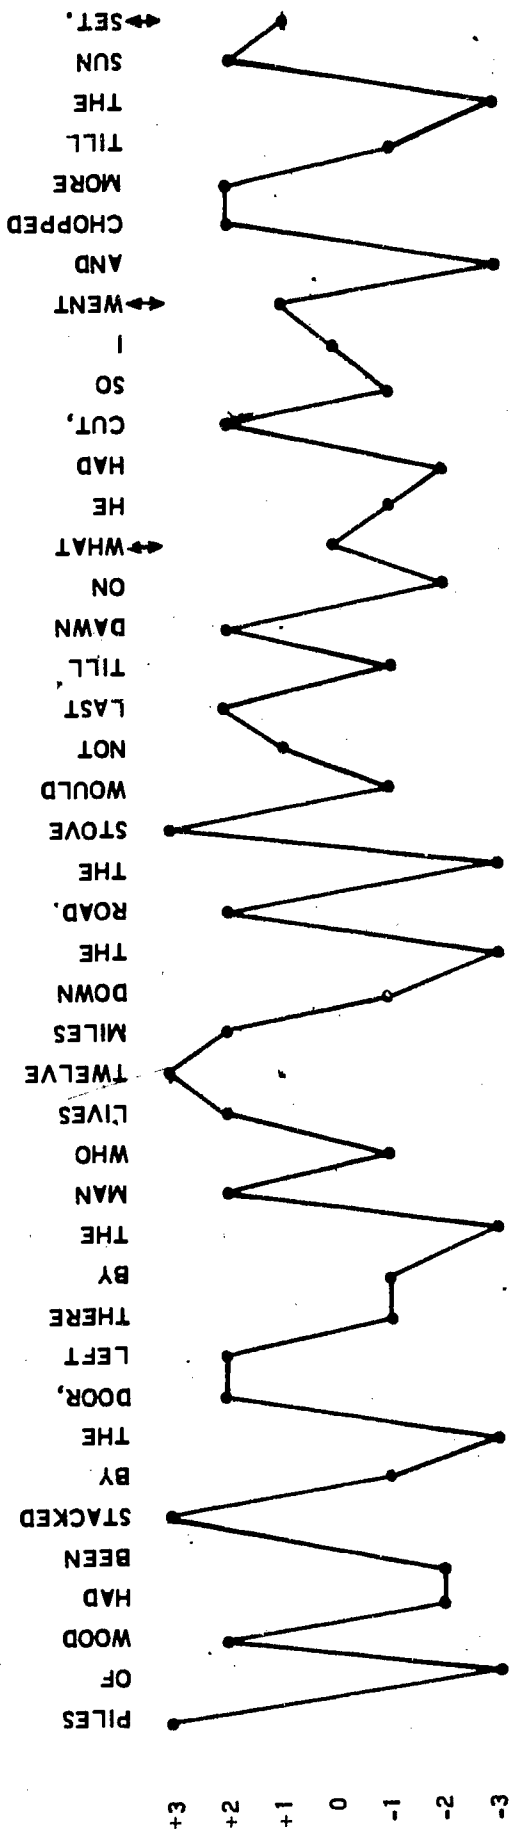 PILES
OF
WOOD
HAD
BEEN
STACKED
BY
THE
DOOR,
LEFT
THERE
BY
THE
MAN
WHO
LIVES
TWELVE
MILES
DOWN
THE
ROAD.
THE
STOVE
WOULD
NOT
LAST
TILL
DAWN
ON
WHAT
HE
HAD
CUT,
SO
I
WENT
AND
CHOPPED
MORE
TILL
THE
SUN
SET.
+3
+2
+1
0
-1
-2
-3